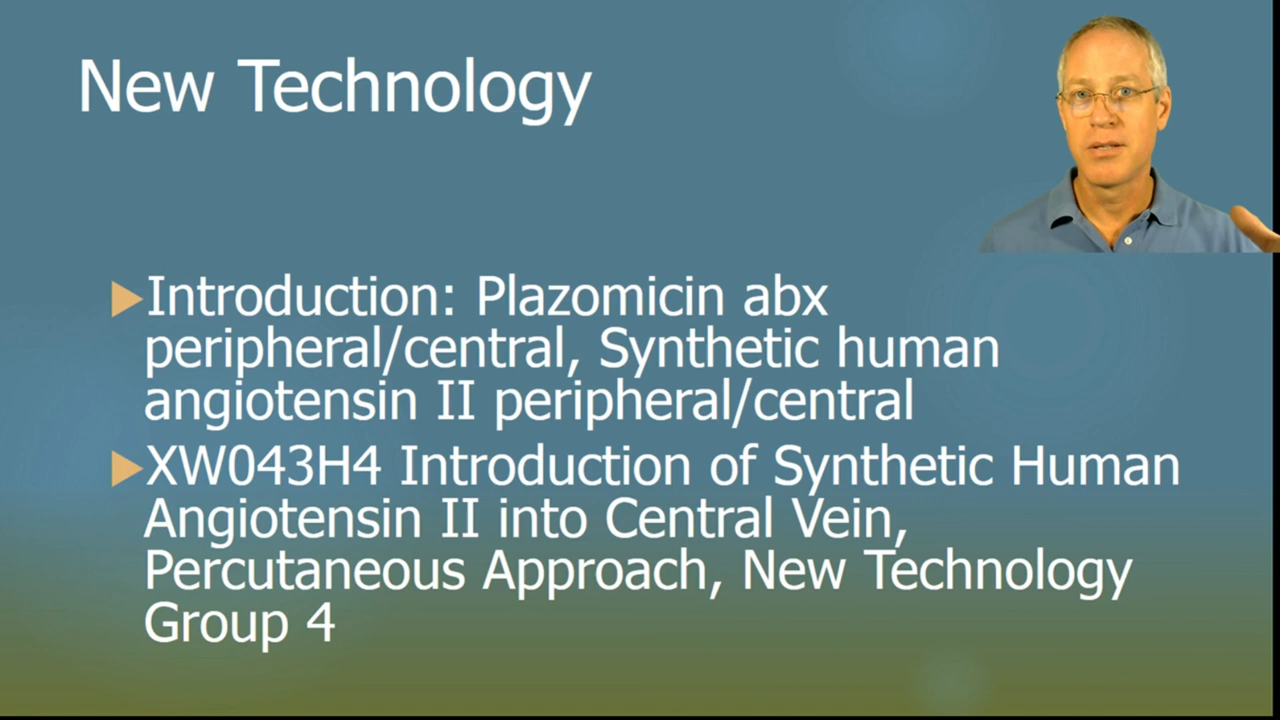 New Technology
Introduction: Plazomicin abx
peripheral/central, Synthetic human
angiotensin II peripheral/central
XW043H4 Introduction of Synthetic Human
Angiotensin II into Central Vein,
Percutaneous Approach, New Technology
Group 4